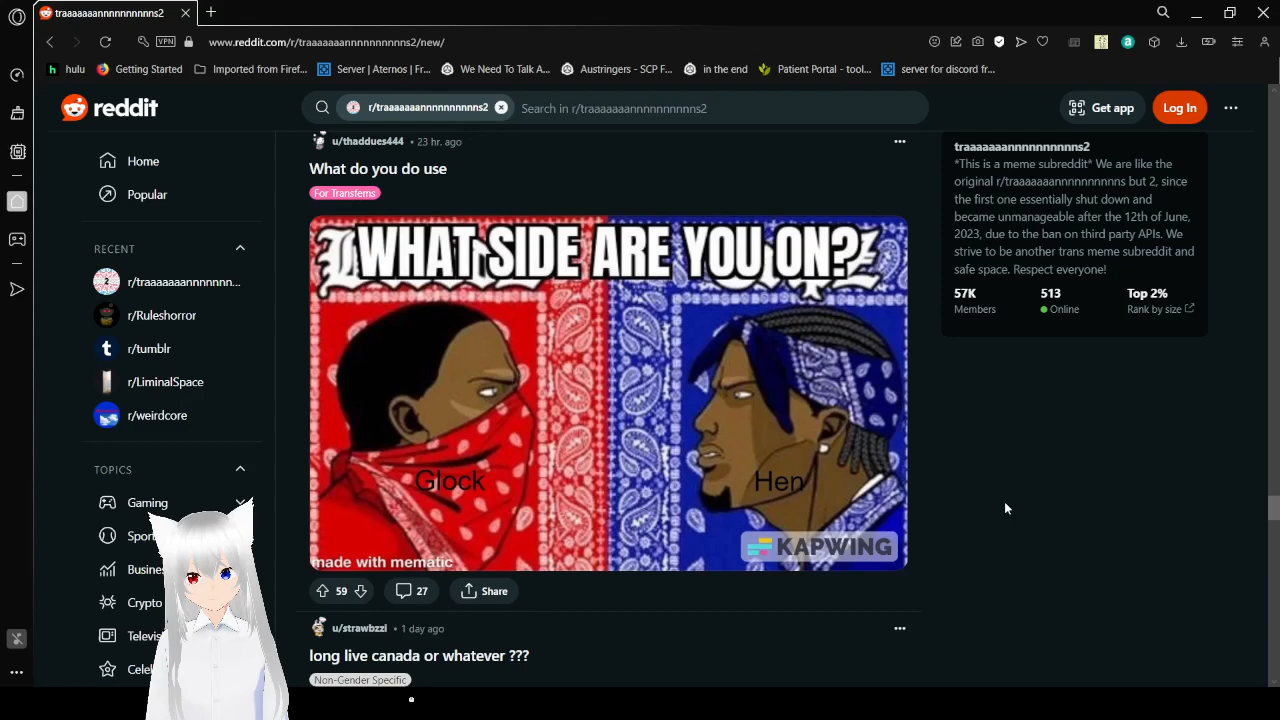 traaaaaaannnnnnnnnns2
VPN
www.reddit.com/r/traaaaaaannnnnnnnnns2/new/
hulu
Getting Started
Imported from Firef...
Server | Aternos | Fr...
We Need To Talk A...
Austringers - SCP F...
in the end
Patient Portal - tool...
server for discord fr...
reddit
r/traaaaaaannnnnnnnnns2
Search in r/traaaaaaannnnnnnnnns2
Get app
Log In
Home
Popular
RECENT
r/traaaaaaannnnnnn...
r/Ruleshorror
r/tumblr
r/LiminalSpace
r/weirdcore
TOPICS
Gaming
Spor
Busines
Crypto
Televis
Celeb
u/thaddues444 • 23 hr. ago
What do you do use
For Transfems
WHAT SIDE ARE YOU ON?
Glock
Hen
KAPWING
made with mematic
59
27
Share
u/strawbzzi • 1 day ago
long live canada or whatever ???
Non-Gender Specific
traaaaaaannnnnnnnnns2
*This is a meme subreddit* We are like the
original r/traaaaaaannnnnnnnnns but 2, since
the first one essentially shut down and
became unmanageable after the 12th of June,
2023, due to the ban on third party APIs. We
strive to be another trans meme subreddit and
safe space. Respect everyone!
57K
513
Top 2%
Members
Online
Rank by size